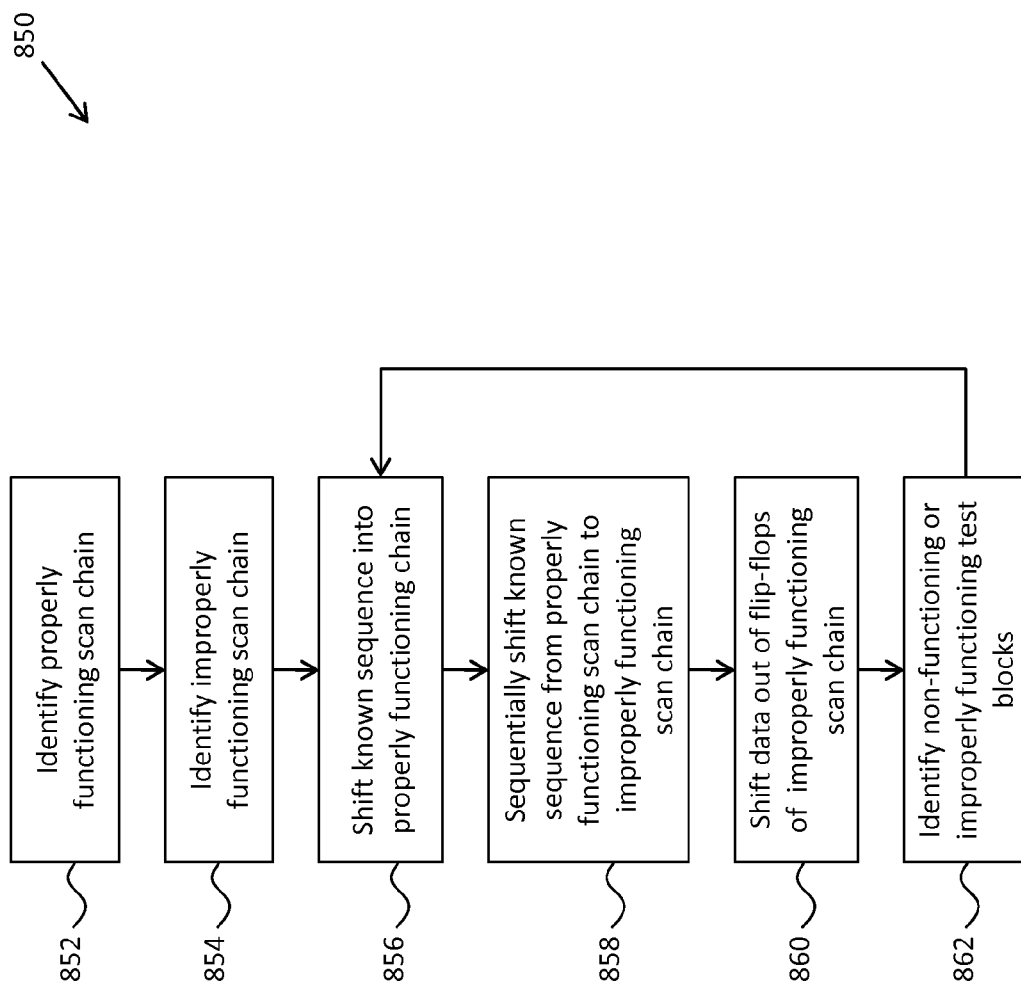 850
852
Identify properly
functioning scan chain
854
Identify improperly
functioning scan chain
856
Shift known sequence into
properly functioning chain
858
Sequentially shift known
sequence from properly
functioning scan chain to
improperly functioning
scan chain
860
Shift data out of flip-flops
of improperly functioning
scan chain
862
Identify non-functioning or
improperly functioning test
blocks